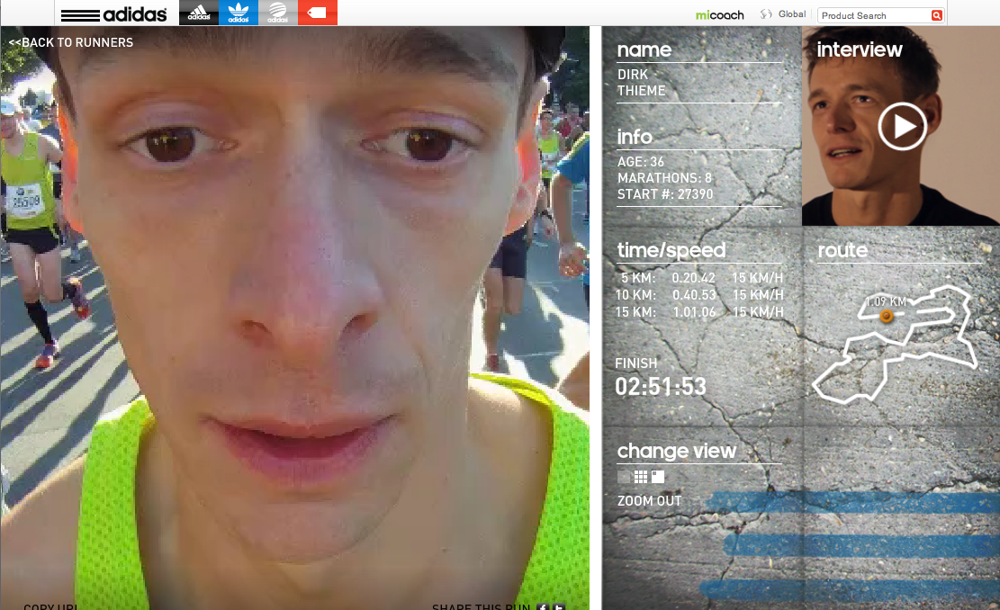 adidas
micoach
Global
Product Search
<<BACK TO RUNNERS
25509
name
DIRK
THIEME
interview
info
AGE: 36
MARATHONS: 8
START #: 27390
time/speed
5 KM: 0.20.42 15 KM/H
10 KM: 0.40.53 15 KM/H
15 KM: 1.01.06 15 KM/H
FINISH
02:51:53
route
1.09 KM
change view
ZOOM OUT
COPY URL
SHARE THIS RUN